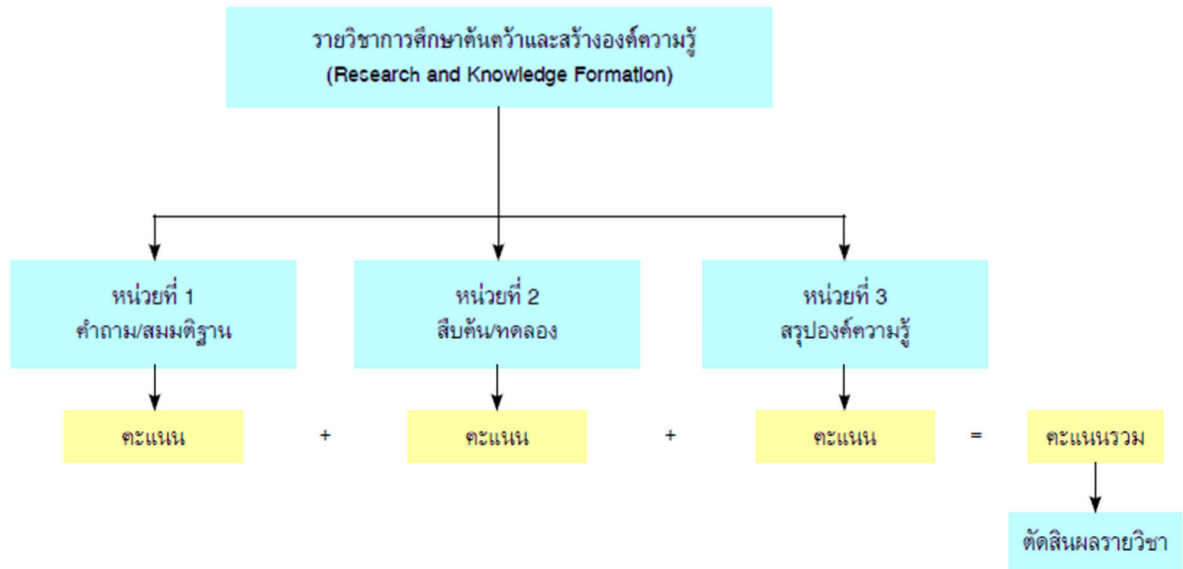 รายวิชาการศึกษาค้นคว้าและสร้างองค์ความรู้
(Research and Knowledge Formation)
หน่วยที่ 1
คำถาม/สมมติฐาน
หน่วยที่ 2
สืบค้น/ทดลอง
หน่วยที่ 3
สรุปองค์ความรู้
คะแนน + คะแนน + คะแนน = คะแนนรวม
ตัดสินผลรายวิชา